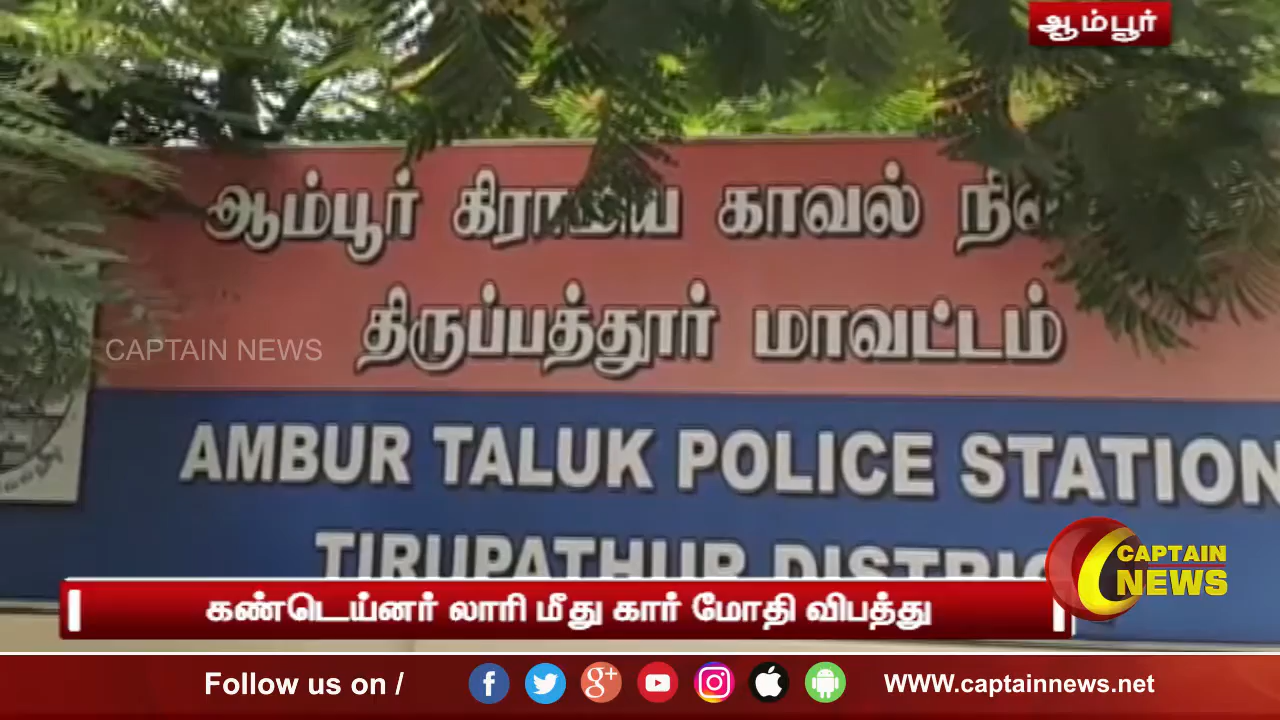 ஆம்பூர்
ஆம்பூர் கிராமிய காவல்
திருப்பத்தூர் மாவட்டம்
CAPTAIN NEWS
AMBUR TALUK POLICE STATION
TIRUPATHUR
CAPTAIN
NEWS
கண்டெய்னர் லாரி மீது கார் மோதி விபத்து
Follow us on /
WWW.captainnews.net